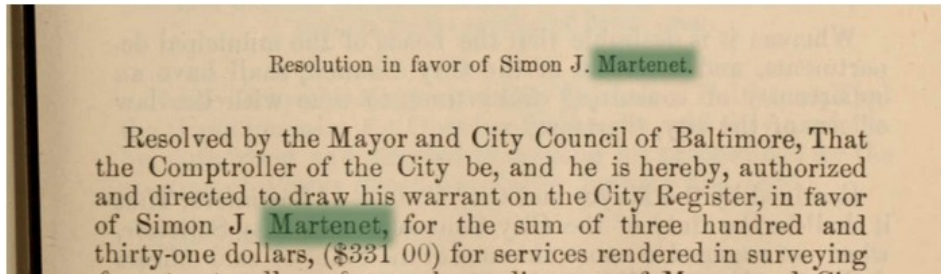 Resolution in favor of Simon J. Martenet.
Resolved by the Mayor and City Council of Baltimore, That
the Comptroller of the City be, and he is hereby, authorized
and directed to draw his warrant on the City Register, in favor
of Simon J. Martenet, for the sum of three hundred and
thirty-one dollars, ($331 00) for services rendered in surveying